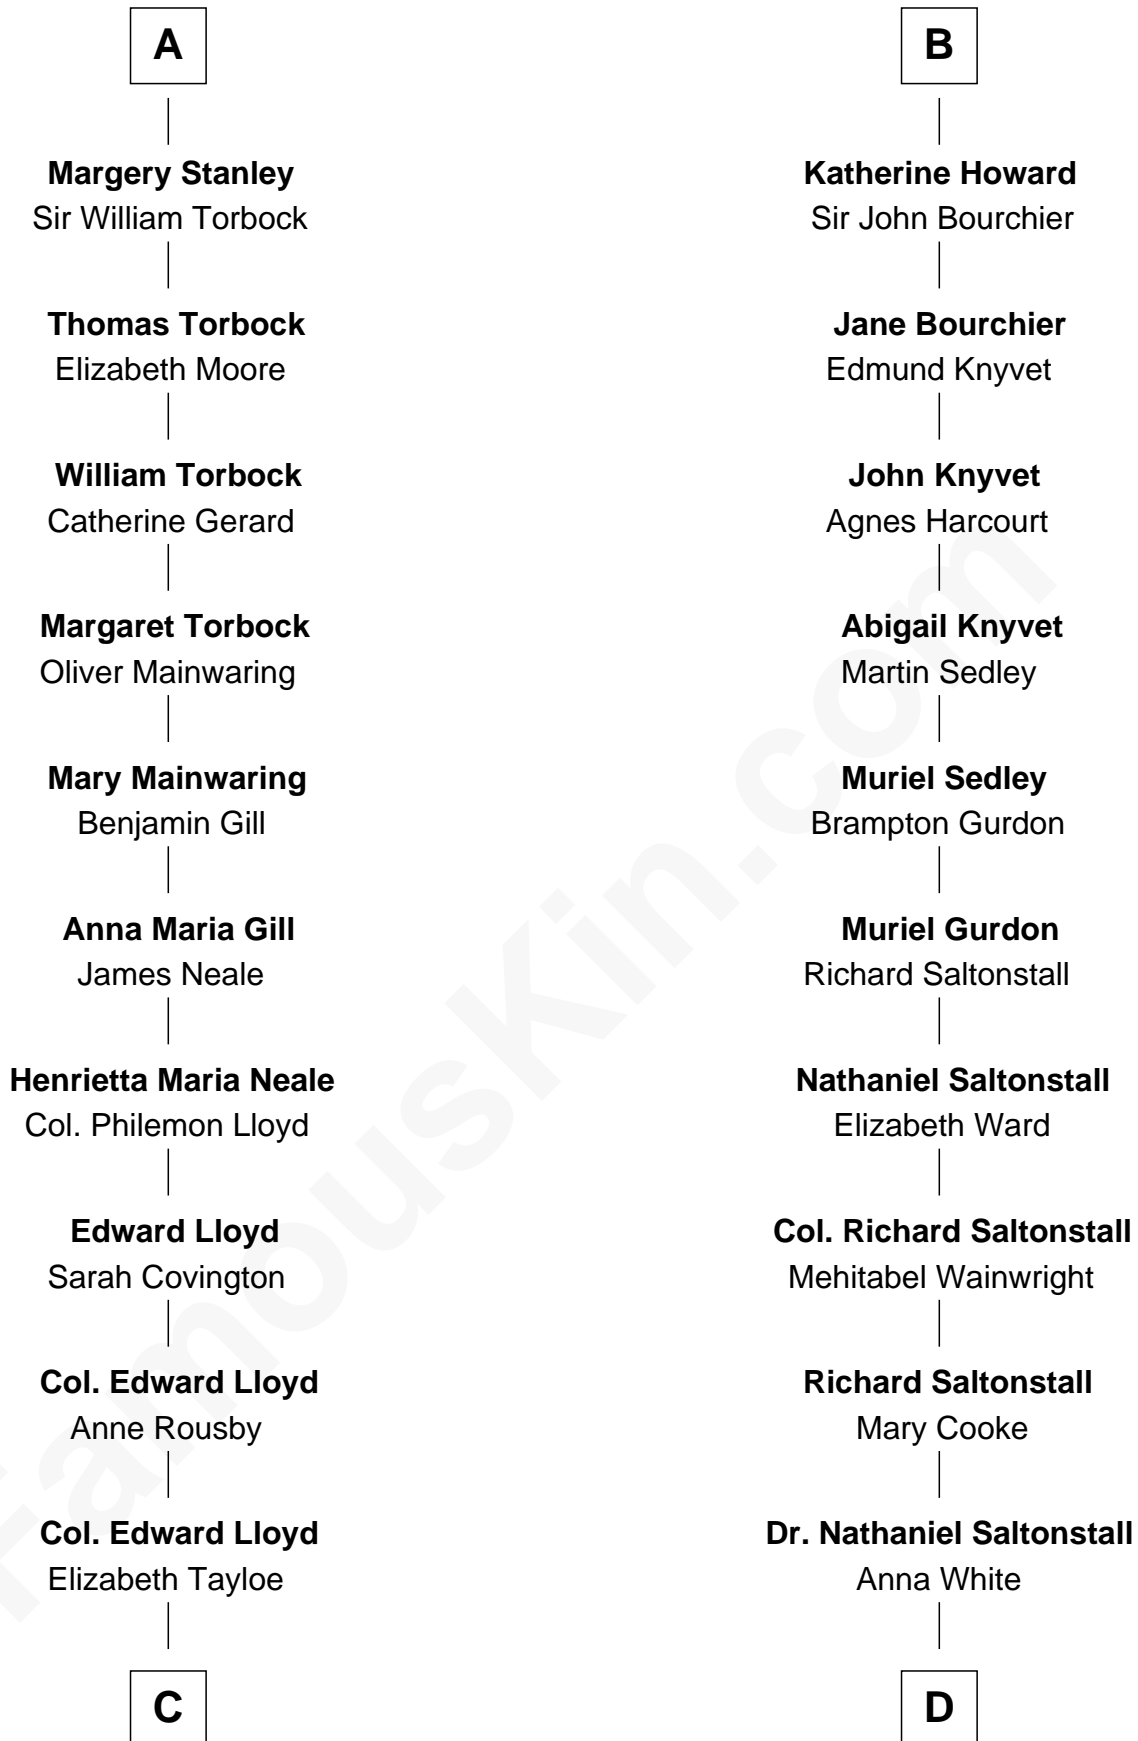 A
Margery Stanley
Sir William Torbock
Thomas Torbock
Elizabeth Moore
William Torbock
Catherine Gerard
Margaret Torbock
Oliver Mainwaring
Mary Mainwaring
Benjamin Gill
Anna Maria Gill
James Neale
Henrietta Maria Neale
Col. Philemon Lloyd
Edward Lloyd
Sarah Covington
Col. Edward Lloyd
Anne Rousby
Col. Edward Lloyd
Elizabeth Tayloe
C
B
Katherine Howard
Sir John Bourchier
Jane Bourchier
Edmund Knyvet
John Knyvet
Agnes Harcourt
Abigail Knyvet
Martin Sedley
Muriel Sedley
Brampton Gurdon
Muriel Gurdon
Richard Saltonstall
Nathaniel Saltonstall
Elizabeth Ward
Col. Richard Saltonstall
Mehitabel Wainwright
Richard Saltonstall
Mary Cooke
Dr. Nathaniel Saltonstall
Anna White
D
FamousKin.com